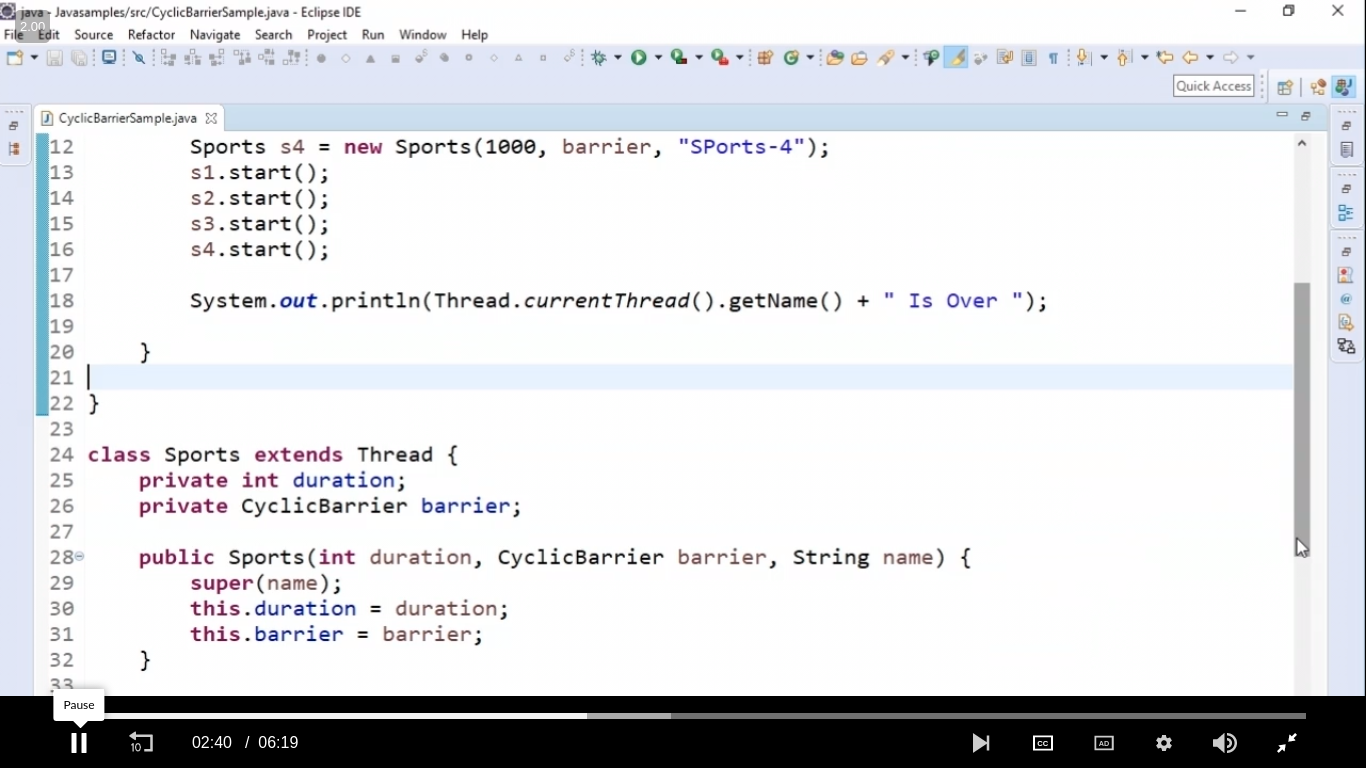 java - Javasamples/src/CyclicBarrierSample.java - Eclipse IDE
2.00
File Edit Source Refactor Navigate Search Project Run Window Help
Quick Access
CyclicBarrierSample.java
12 Sports s4 = new Sports(1000, barrier, "SPorts-4");
13 s1.start();
14 s2.start();
15 s3.start();
16 s4.start();
17
18 System.out.println(Thread.currentThread().getName() + " Is Over ");
19
20 }
21
22 }
23
24 class Sports extends Thread {
25 private int duration;
26 private CyclicBarrier barrier;
27
28 public Sports(int duration, CyclicBarrier barrier, String name) {
29 super(name);
30 this.duration = duration;
31 this.barrier = barrier;
32 }
33
Pause
10 02:40 / 06:19 CC AD